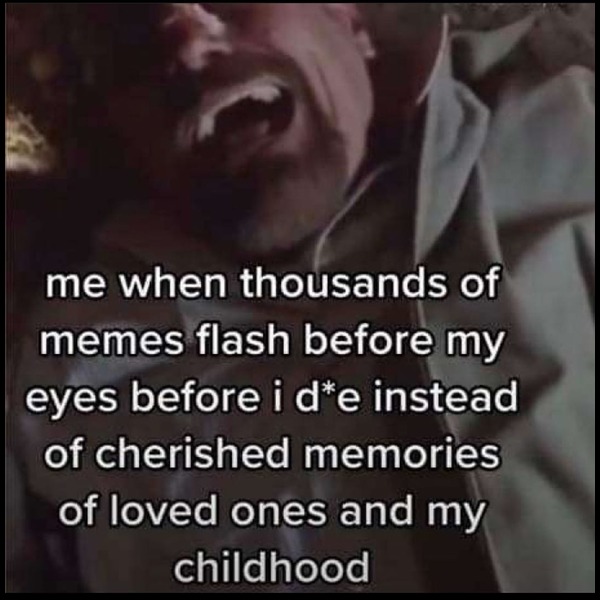 me when thousands of
memes flash before my
eyes before i d*e instead
of cherished memories
of loved ones and my
childhood